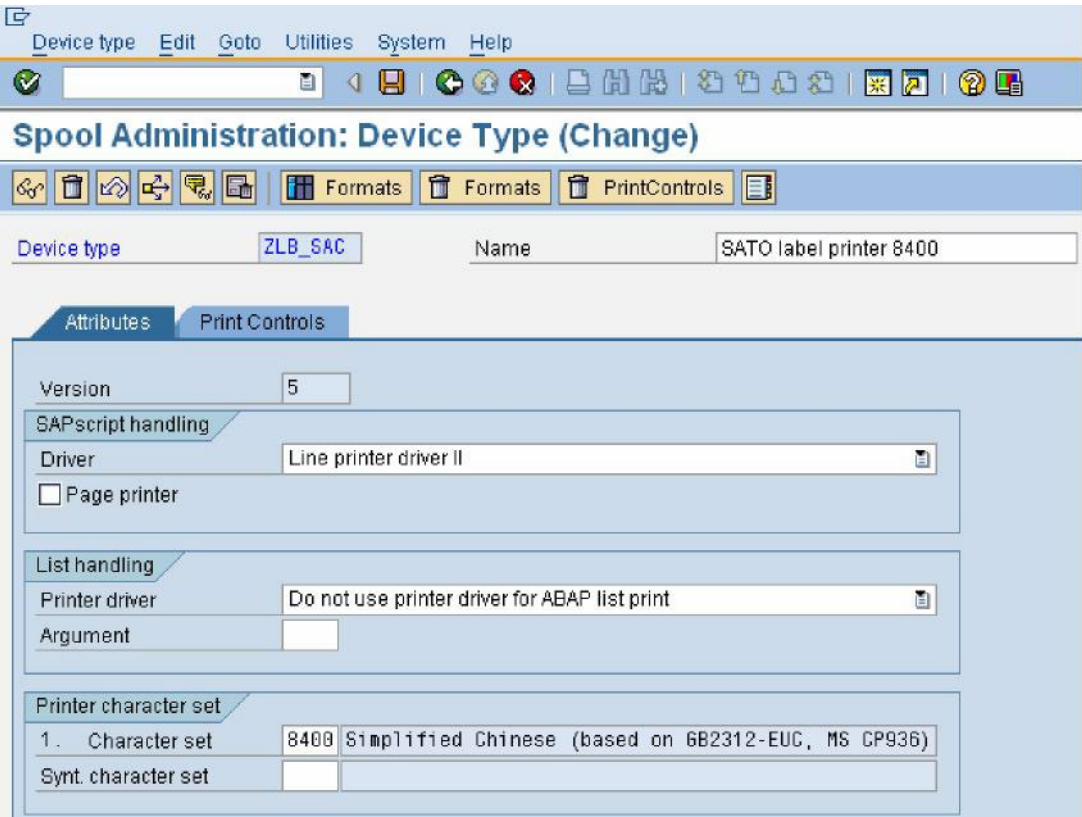 Device type Edit Goto Utilities System Help
Spool Administration: Device Type (Change)
Formats Formats PrintControls
Device type ZLB_SAC Name SATO label printer 8400
Attributes Print Controls
Version 5
SAPscript handling
Driver Line printer driver II
Page printer
List handling
Printer driver Do not use printer driver for ABAP list print
Argument
Printer character set
1. Character set 8400 Simplified Chinese (based on GB2312-EUC, MS CP936)
Synt. character set